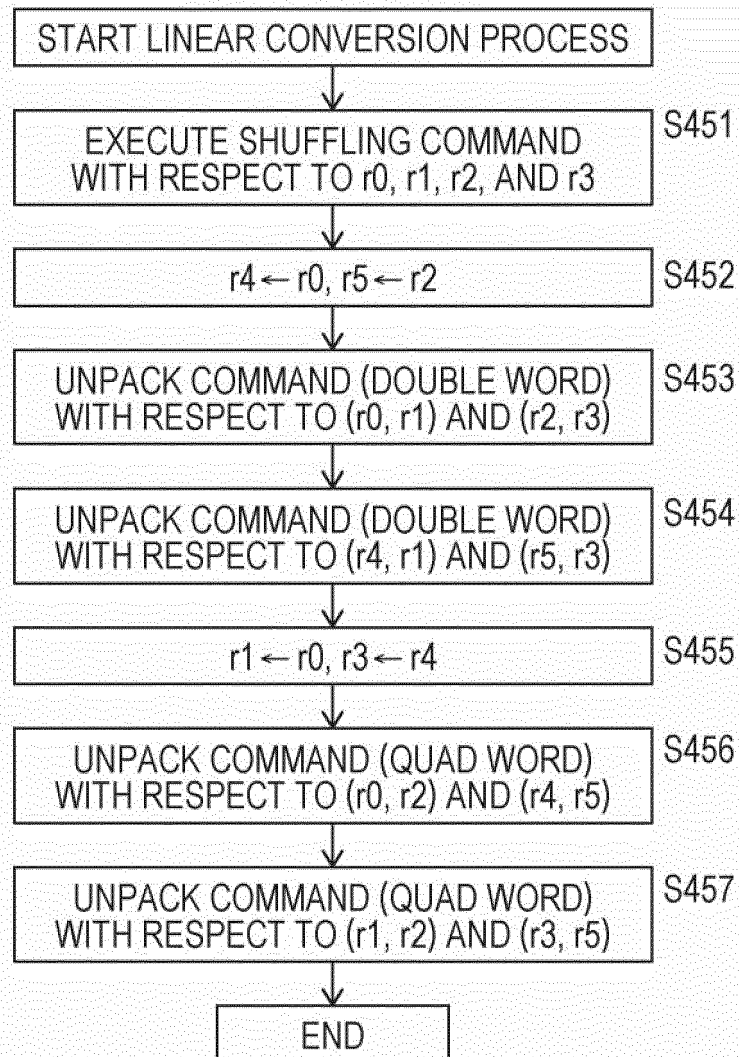 START LINEAR CONVERSION PROCESS
EXECUTE SHUFFLING COMMAND
WITH RESPECT TO r0, r1, r2, AND r3
S451
r4 ← r0, r5 ← r2
S452
UNPACK COMMAND (DOUBLE WORD)
WITH RESPECT TO (r0, r1) AND (r2, r3)
S453
UNPACK COMMAND (DOUBLE WORD)
WITH RESPECT TO (r4, r1) AND (r5, r3)
S454
r1 ← r0, r3 ← r4
S455
UNPACK COMMAND (QUAD WORD)
WITH RESPECT TO (r0, r2) AND (r4, r5)
S456
UNPACK COMMAND (QUAD WORD)
WITH RESPECT TO (r1, r2) AND (r3, r5)
S457
END